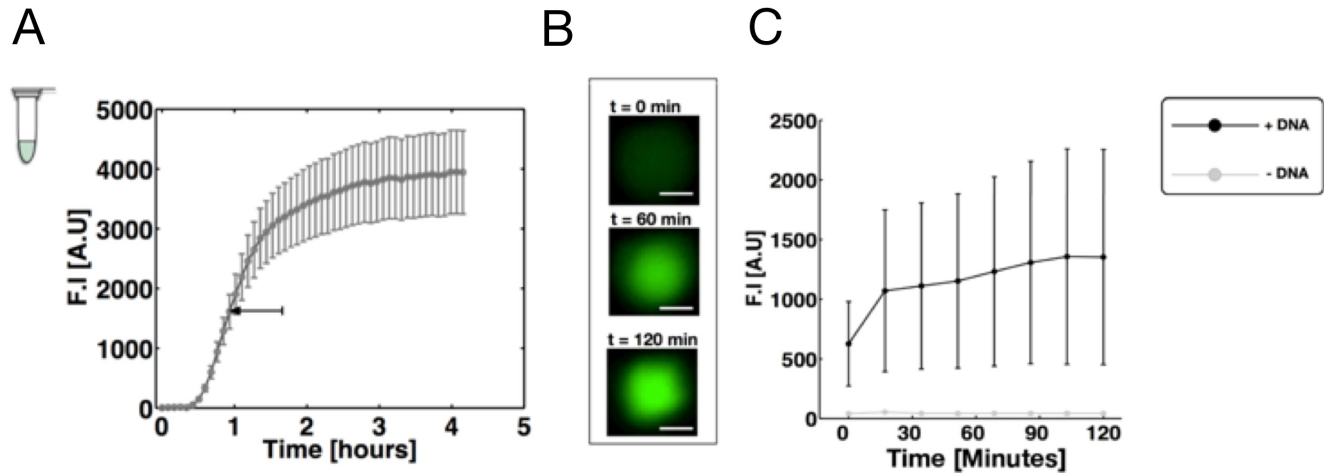 A
B
C
5000
4000
3000
2000
1000
0
F.I [A.U]
0 1 2 3 4 5
Time [hours]
t = 0 min
t = 60 min
t = 120 min
2500
2000
1500
1000
500
0
F.I [A.U]
0 30 60 90 120
Time [Minutes]
+ DNA
- DNA